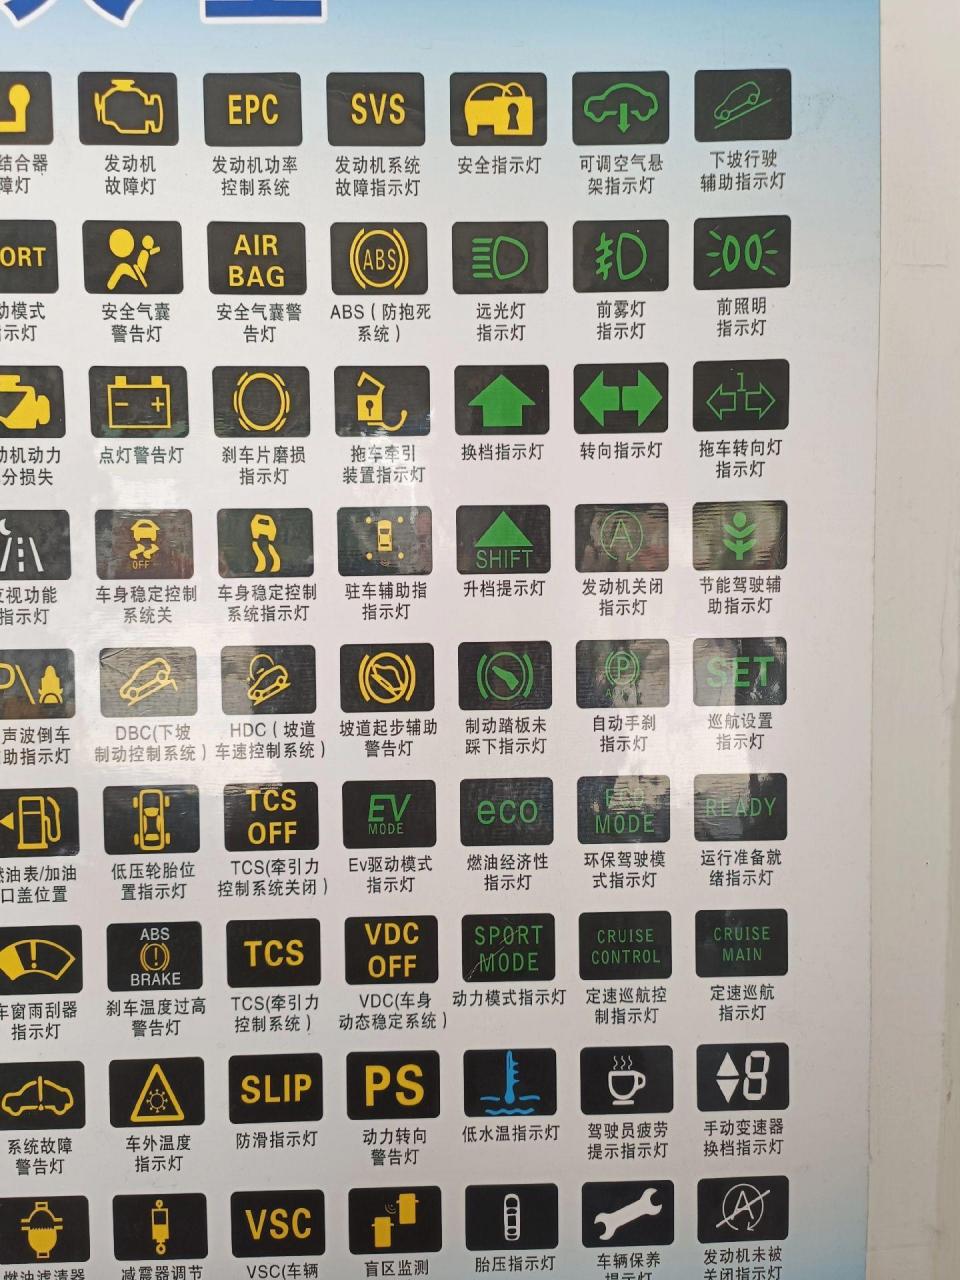 EPC
SVS
结合器
障灯
发动机
故障灯
发动机功率
控制系统
发动机系统
故障指示灯
安全指示灯
可调空气悬
架指示灯
下坡行驶
辅助指示灯
ORT
AIR
BAG
ABS
动模式
示灯
安全气囊
警告灯
安全气囊警
告灯
ABS（防抱死
系统）
远光灯
指示灯
前雾灯
指示灯
前照明
指示灯
1
动机动力
分损失
点灯警告灯
刹车片磨损
指示灯
拖车牵引
装置指示灯
换档指示灯
转向指示灯
拖车转向灯
指示灯
OFF
SHIFT
A
夜视功能
指示灯
车身稳定控制
系统关
车身稳定控制
系统指示灯
驻车辅助指
指示灯
升档提示灯
发动机关闭
指示灯
节能驾驶辅
助指示灯
P
P
SET
声波倒车
助指示灯
DBC(下坡
制动控制系统）
HDC（坡道
车速控制系统）
坡道起步辅助
警告灯
制动踏板未
踩下指示灯
自动手刹
指示灯
巡航设置
指示灯
TCS
OFF
EV
MODE
eco
ECO
MODE
READY
燃油表/加油
口盖位置
低压轮胎位
置指示灯
TCS(牵引力
控制系统关闭）
Ev驱动模式
指示灯
燃油经济性
指示灯
环保驾驶模
式指示灯
运行准备就
绪指示灯
ABS
BRAKE
TCS
VDC
OFF
SPORT
MODE
CRUISE
CONTROL
CRUISE
MAIN
车窗雨刮器
指示灯
刹车温度过高
警告灯
TCS(牵引力
控制系统）
VDC(车身
动态稳定系统）
动力模式指示灯
定速巡航控
制指示灯
定速巡航
指示灯
SLIP
PS
8
系统故障
警告灯
车外温度
指示灯
防滑指示灯
动力转向
警告灯
低水温指示灯
驾驶员疲劳
提示指示灯
手动变速器
换档指示灯
VSC
A
燃油滤清器
减震器调节
VSC(车辆
盲区监测
胎压指示灯
车辆保养
提示灯
发动机未被
关闭指示灯